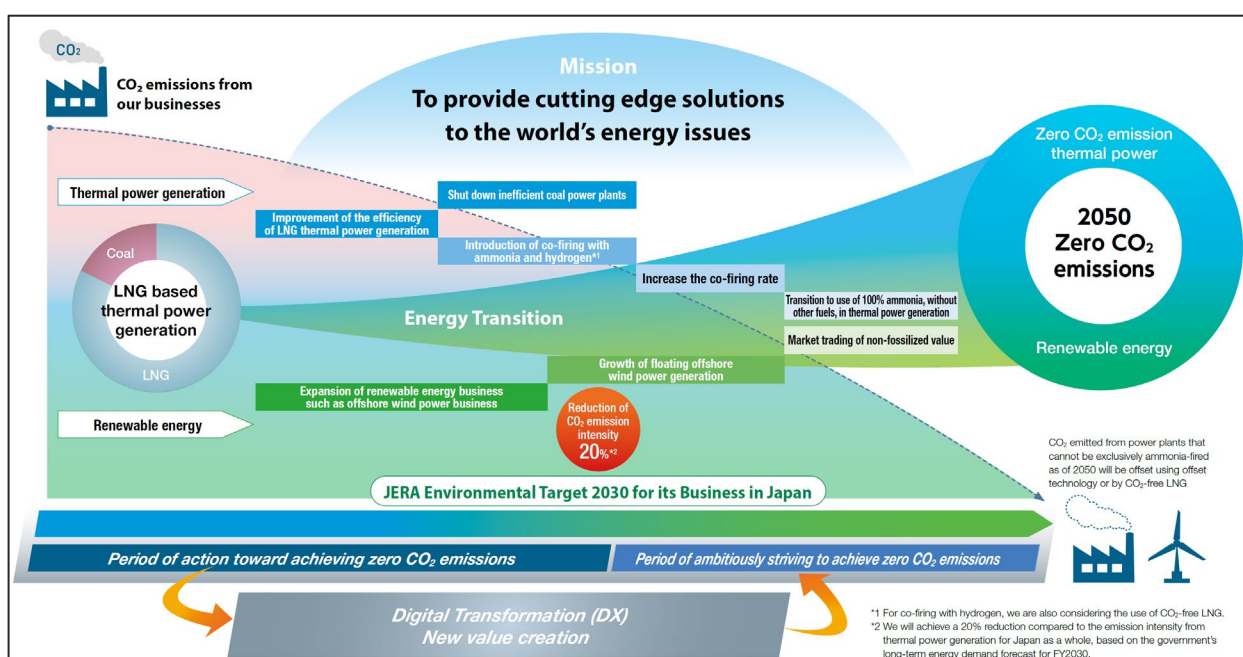 CO₂
CO₂ emissions from
our businesses
Mission
To provide cutting edge solutions
to the world's energy issues
Zero CO₂ emission
thermal power
2050
Zero CO₂
emissions
Renewable energy
Thermal power generation
Shut down inefficient coal power plants
Improvement of the efficiency
of LNG thermal power generation
Introduction of co-firing with
ammonia and hydrogen*1
Increase the co-firing rate
Transition to use of 100% ammonia, without
other fuels, in thermal power generation
Market trading of non-fossilized value
Coal
LNG based
thermal power
generation
LNG
Energy Transition
Growth of floating offshore
wind power generation
Expansion of renewable energy business
such as offshore wind power business
Renewable energy
Reduction of
CO₂ emission
intensity
20%*2
CO₂ emitted from power plants that
cannot be exclusively ammonia-fired
as of 2050 will be offset using offset
technology or by CO₂-free LNG
JERA Environmental Target 2030 for its Business in Japan
Period of action toward achieving zero CO₂ emissions
Period of ambitiously striving to achieve zero CO₂ emissions
Digital Transformation (DX)
New value creation
*1 For co-firing with hydrogen, we are also considering the use of CO₂-free LNG.
*2 We will achieve a 20% reduction compared to the emission intensity from
thermal power generation for Japan as a whole, based on the government's
long-term energy demand forecast for FY2030.